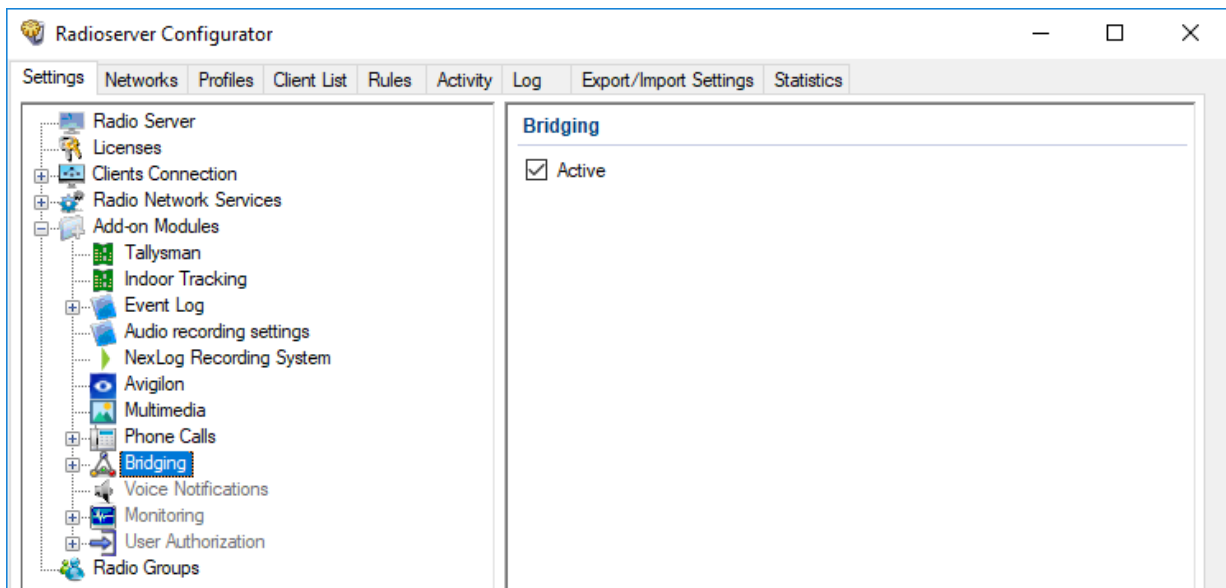 Radioserver Configurator
Settings Networks Profiles Client List Rules Activity Log Export/Import Settings Statistics
Radio Server
Licenses
Clients Connection
Radio Network Services
Add-on Modules
Tallysman
Indoor Tracking
Event Log
Audio recording settings
NexLog Recording System
Avigilon
Multimedia
Phone Calls
Bridging
Voice Notifications
Monitoring
User Authorization
Radio Groups
Bridging
Active